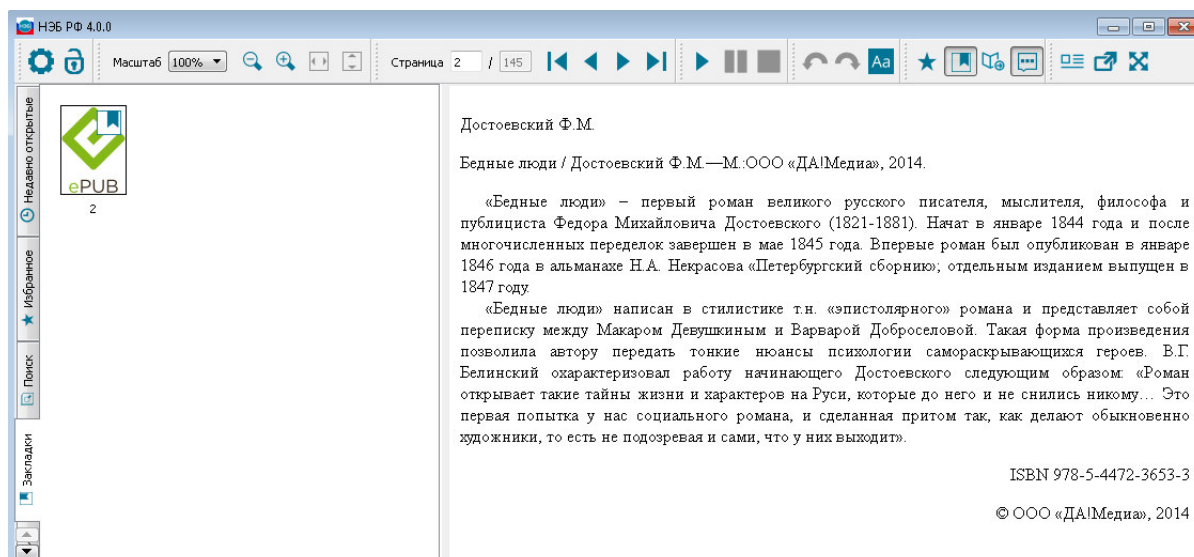 НЭБ РФ 4.0.0
Масштаб 100% Страница 2 / 145 Aa
Недавно открытые
Избранное
Поиск
Закладки
ePUB
2
Достоевский Ф.М.
Бедные люди / Достоевский Ф.М.—М.:ООО «ДА!Медиа», 2014.
«Бедные люди» – первый роман великого русского писателя, мыслителя, философа и
публициста Федора Михайловича Достоевского (1821-1881). Начат в январе 1844 года и после
многочисленных переделок завершен в мае 1845 года. Впервые роман был опубликован в январе
1846 года в альманахе Н.А. Некрасова «Петербургский сборник»; отдельным изданием выпущен в
1847 году.
«Бедные люди» написан в стилистике т.н. «эпистолярного» романа и представляет собой
переписку между Макаром Девушкиным и Варварой Доброселовой. Такая форма произведения
позволила автору передать тонкие нюансы психологии самораскрывающихся героев. В.Г.
Белинский охарактеризовал работу начинающего Достоевского следующим образом: «Роман
открывает такие тайны жизни и характеров на Руси, которые до него и не снились никому… Это
первая попытка у нас социального романа, и сделанная притом так, как делают обыкновенно
художники, то есть не подозревая и сами, что у них выходит».
ISBN 978-5-4472-3653-3
© ООО «ДА!Медиа», 2014